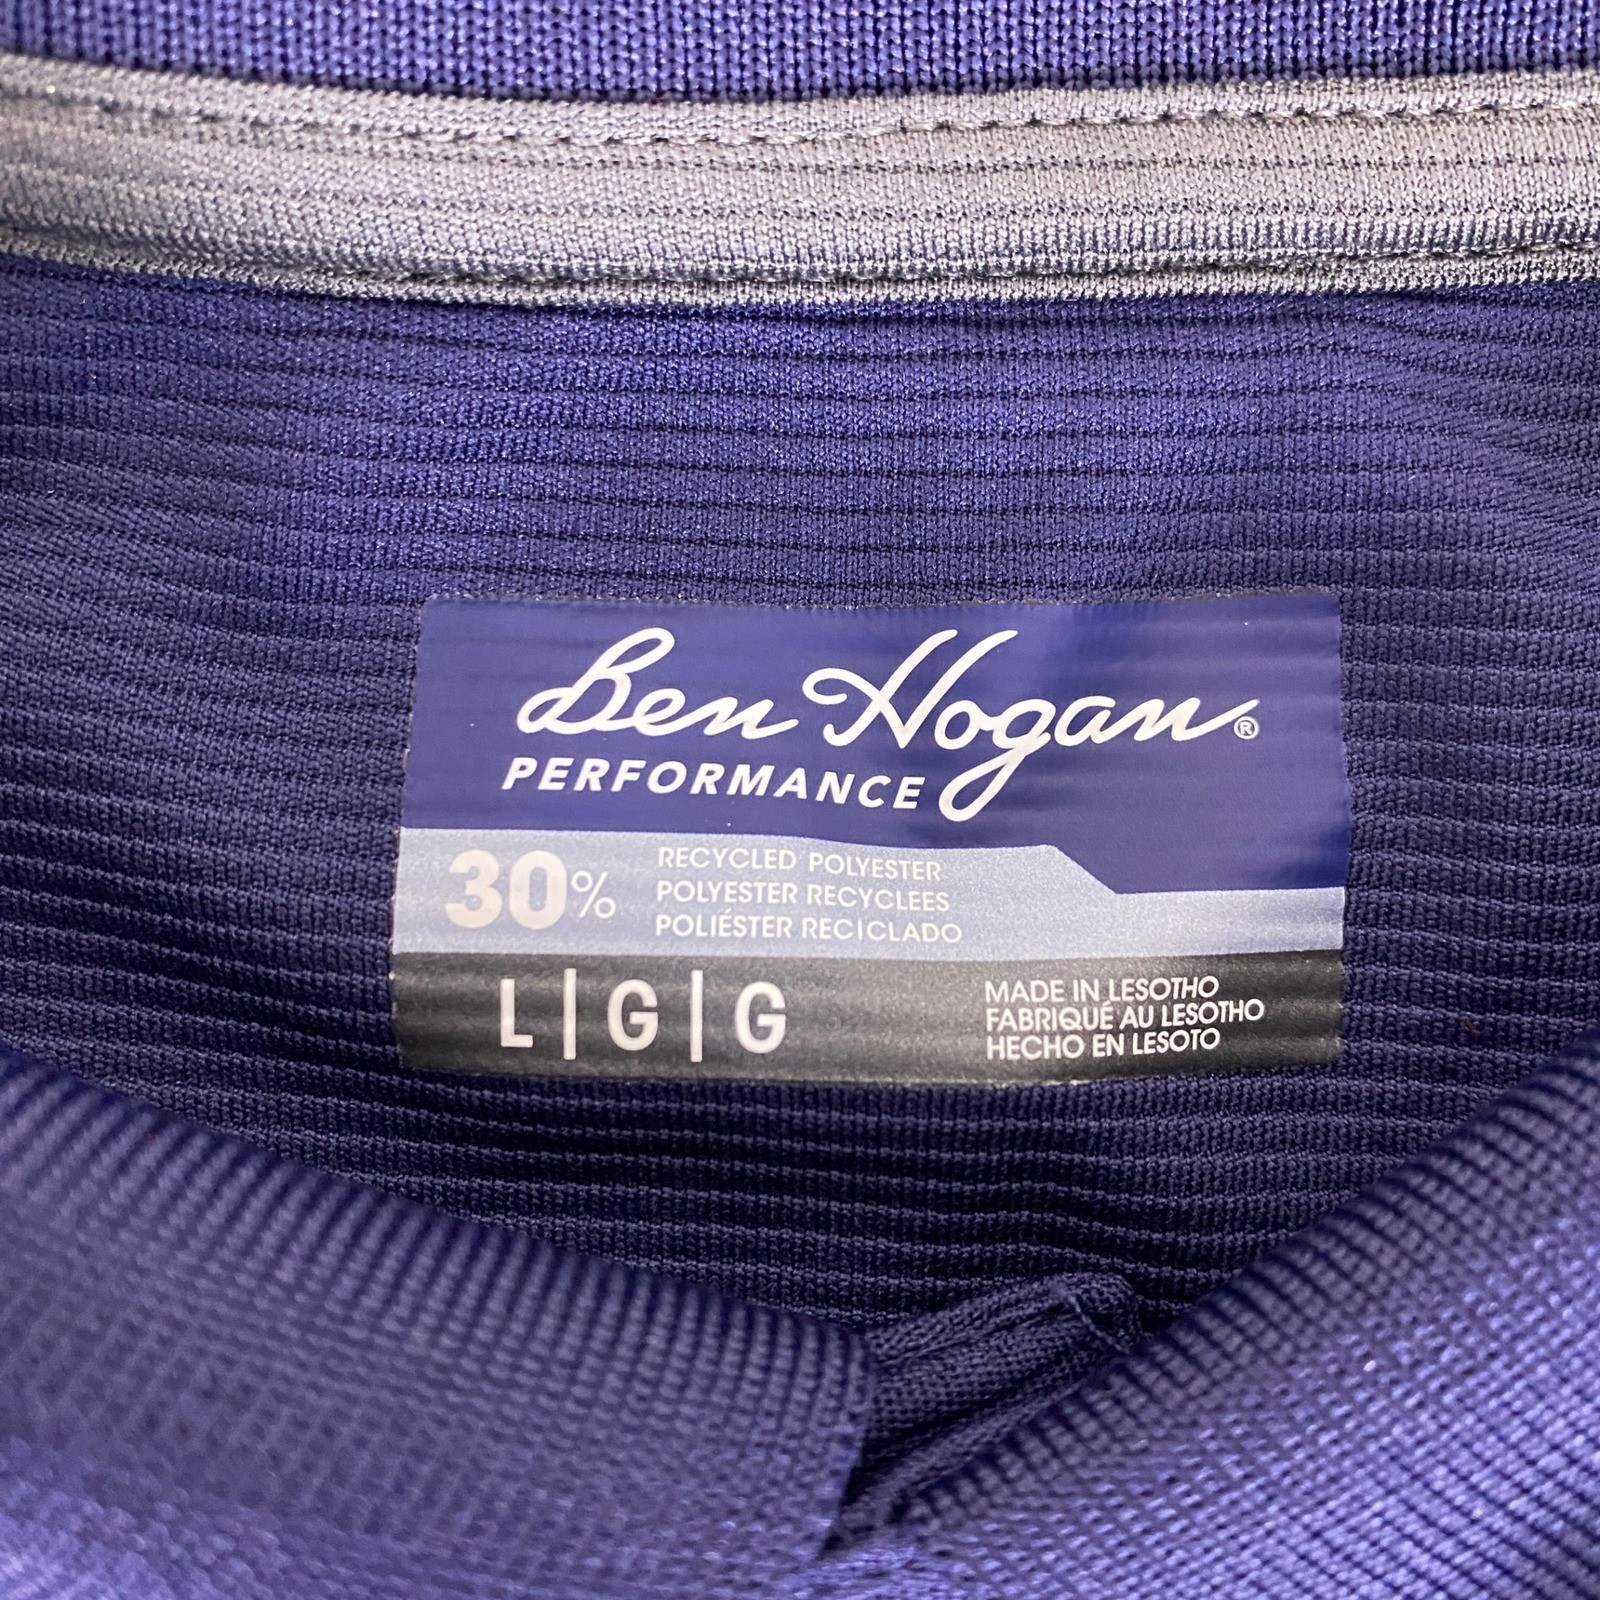 Ben Hogan®
PERFORMANCE
30%
RECYCLED POLYESTER
POLYESTER RECYCLEES
POLIÉSTER RECICLADO
L|G|G
MADE IN LESOTHO
FABRIQUÉ AU LESOTHO
HECHO EN LESOTO